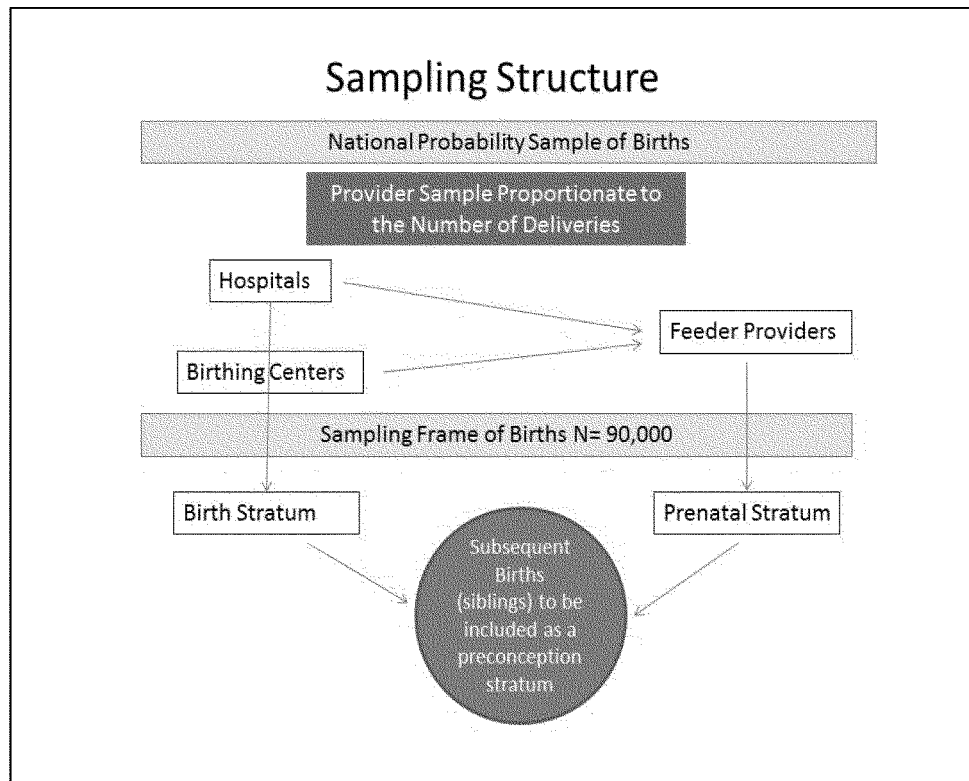 Sampling Structure
National Probability Sample of Births
Provider Sample Proportionate to
the Number of Deliveries
Hospitals
Feeder Providers
Birthing Centers
Sampling Frame of Births N= 90,000
Birth Stratum
Prenatal Stratum
Subsequent
Births
(siblings) to be
included as a
preconception
stratum